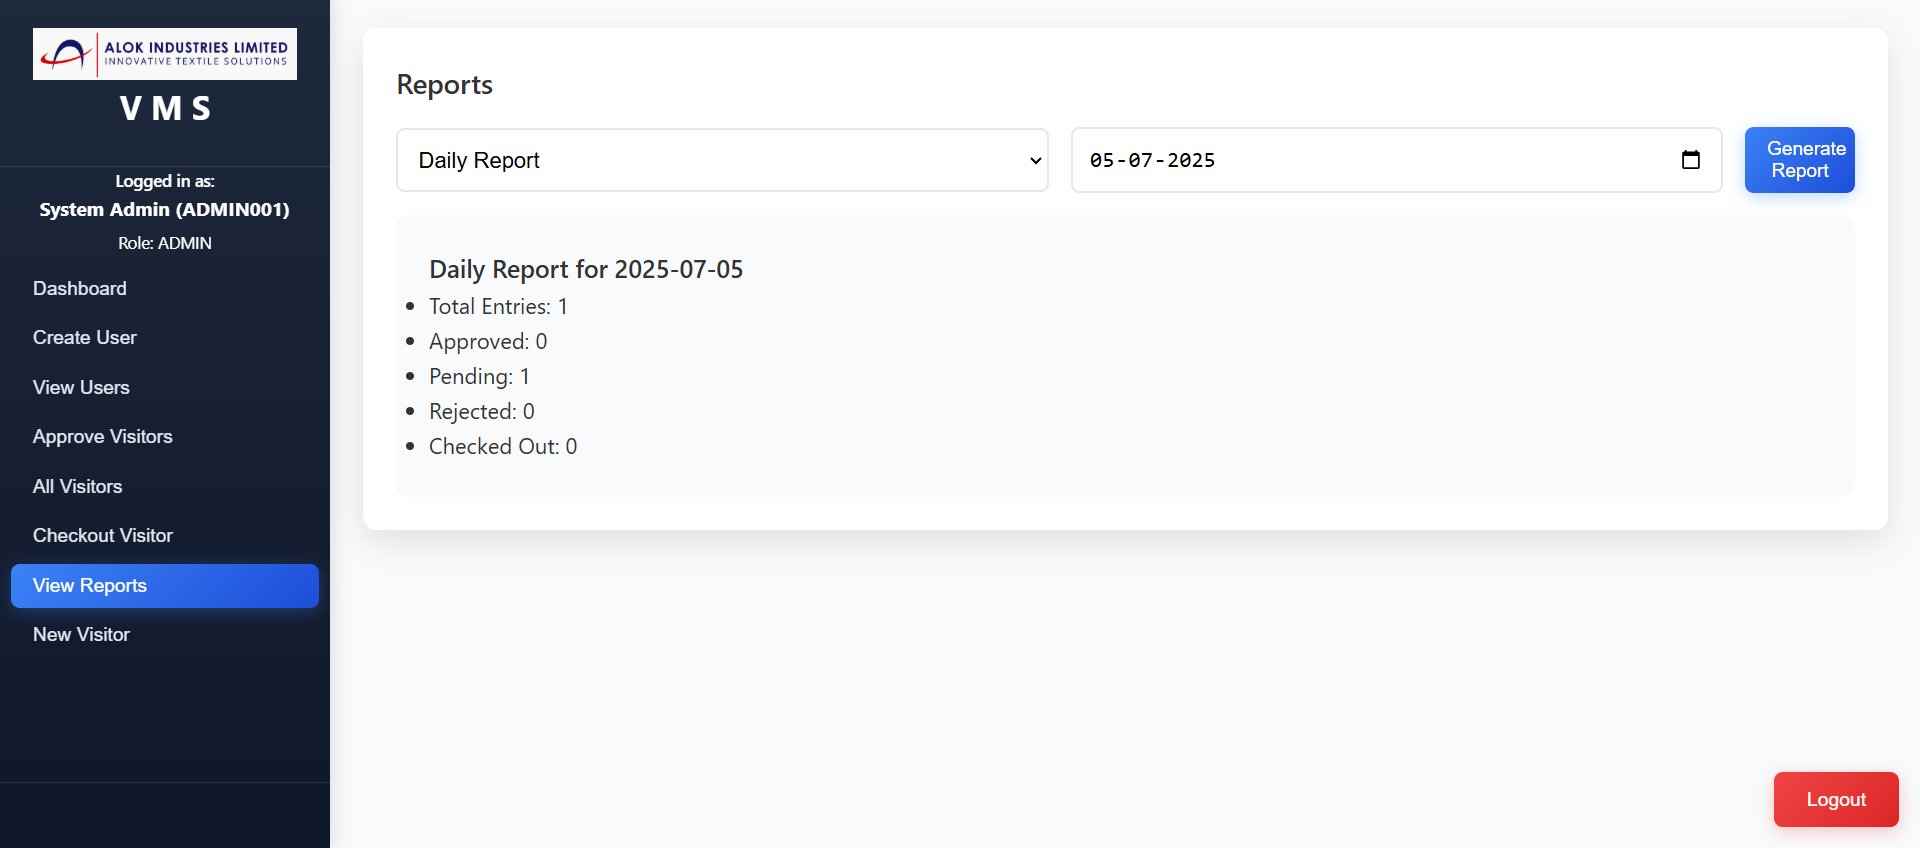 ALOK INDUSTRIES LIMITED
INNOVATIVE TEXTILE SOLUTIONS
VMS
Logged in as:
System Admin (ADMIN001)
Role: ADMIN
Dashboard
Create User
View Users
Approve Visitors
All Visitors
Checkout Visitor
View Reports
New Visitor
Reports
Daily Report
05-07-2025
Generate
Report
Daily Report for 2025-07-05
• Total Entries: 1
• Approved: 0
• Pending: 1
• Rejected: 0
• Checked Out: 0
Logout